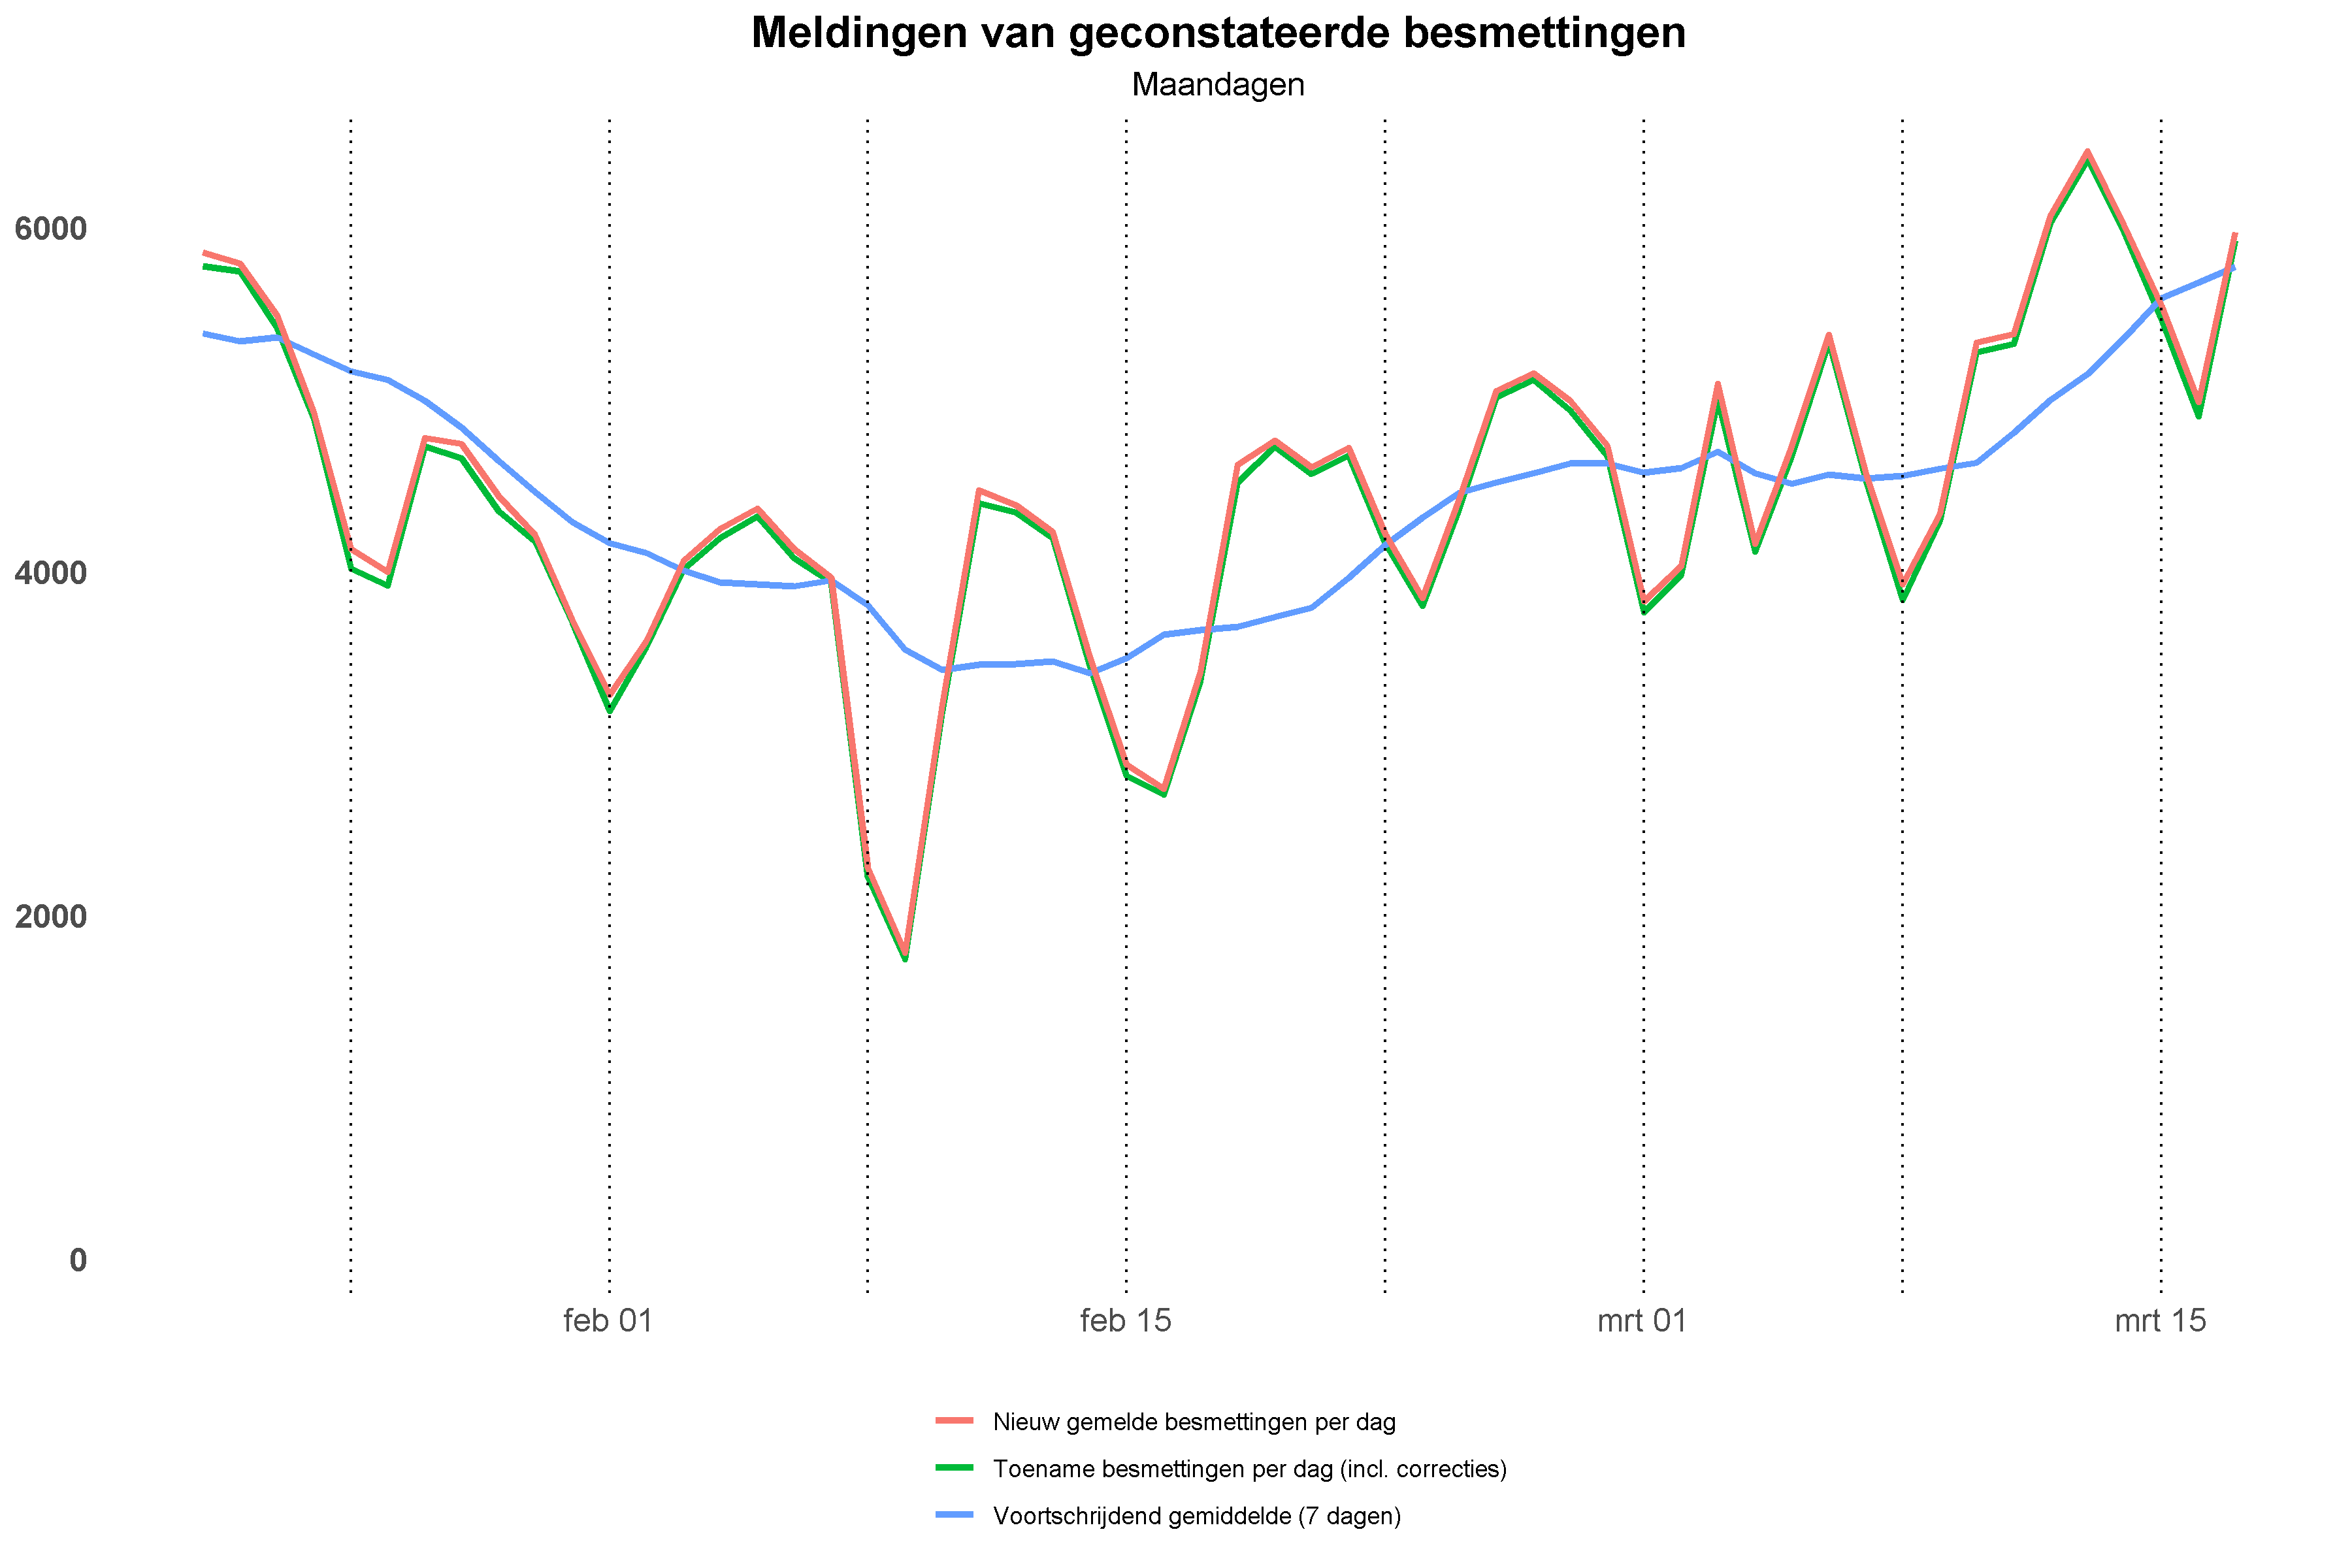 Meldingen van geconstateerde besmettingen
Maandagen
6000
4000
2000
0
feb 01 feb 15 mrt 01 mrt 15
Nieuw gemelde besmettingen per dag
Toename besmettingen per dag (incl. correcties)
Voortschrijdend gemiddelde (7 dagen)